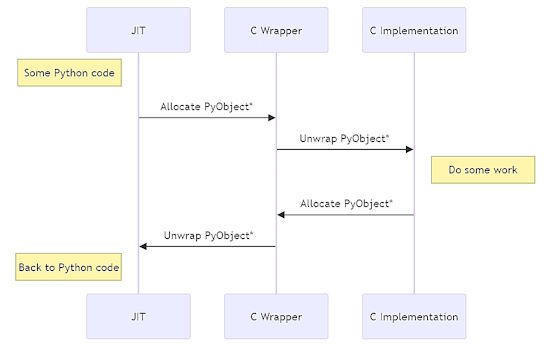 JIT
C Wrapper
C Implementation
Some Python code
Allocate PyObject*
Unwrap PyObject*
Do some work
Allocate PyObject*
Unwrap PyObject*
Back to Python code
JIT
C Wrapper
C Implementation